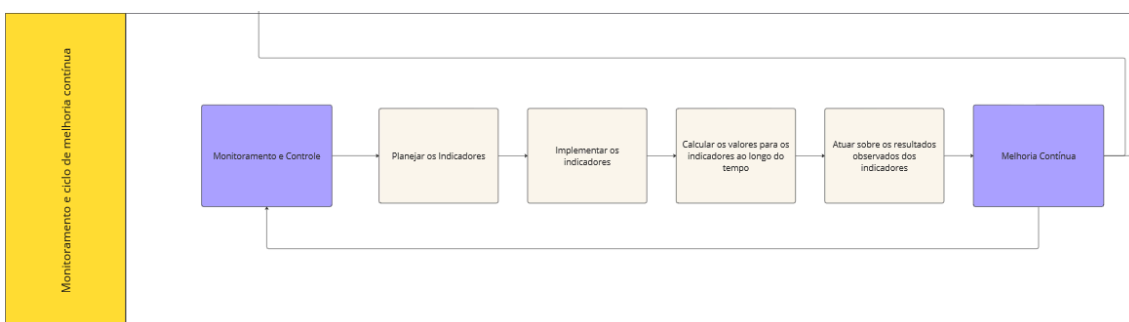 Monitoramento e ciclo de melhoria contínua
Monitoramento e Controle
Planejar os Indicadores
Implementar os
indicadores
Calcular os valores para os
indicadores ao longo do
tempo
Atuar sobre os resultados
observados dos
indicadores
Melhoria Contínua